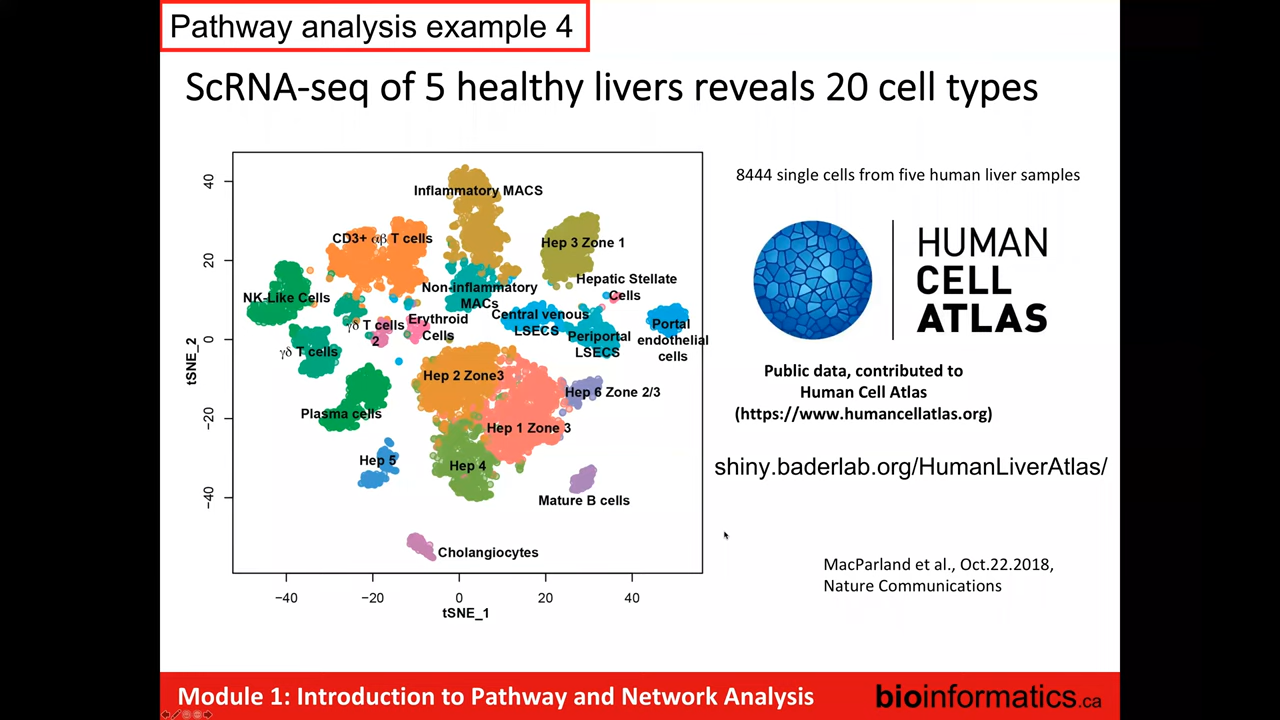 Pathway analysis example 4
ScRNA-seq of 5 healthy livers reveals 20 cell types
8444 single cells from five human liver samples
HUMAN
CELL
ATLAS
Public data, contributed to
Human Cell Atlas
(https://www.humancellatlas.org)
shiny.baderlab.org/HumanLiverAtlas/
MacParland et al., Oct.22.2018,
Nature Communications
tSNE_2
40
20
0
−20
−40
Inflammatory MACS
CD3+ αβ T cells
Hep 3 Zone 1
Hepatic Stellate
Cells
NK-Like Cells
Non-inflammatory
MACs
γδ T cells
2
Erythroid
Cells
Central venous
LSECS
Periportal
LSECS
Portal
endothelial
cells
γδ T cells
Hep 2 Zone3
Hep 6 Zone 2/3
Plasma cells
Hep 1 Zone 3
Hep 5
Hep 4
Mature B cells
Cholangiocytes
−40
−20
0
20
40
tSNE_1
Module 1: Introduction to Pathway and Network Analysis
bioinformatics.ca